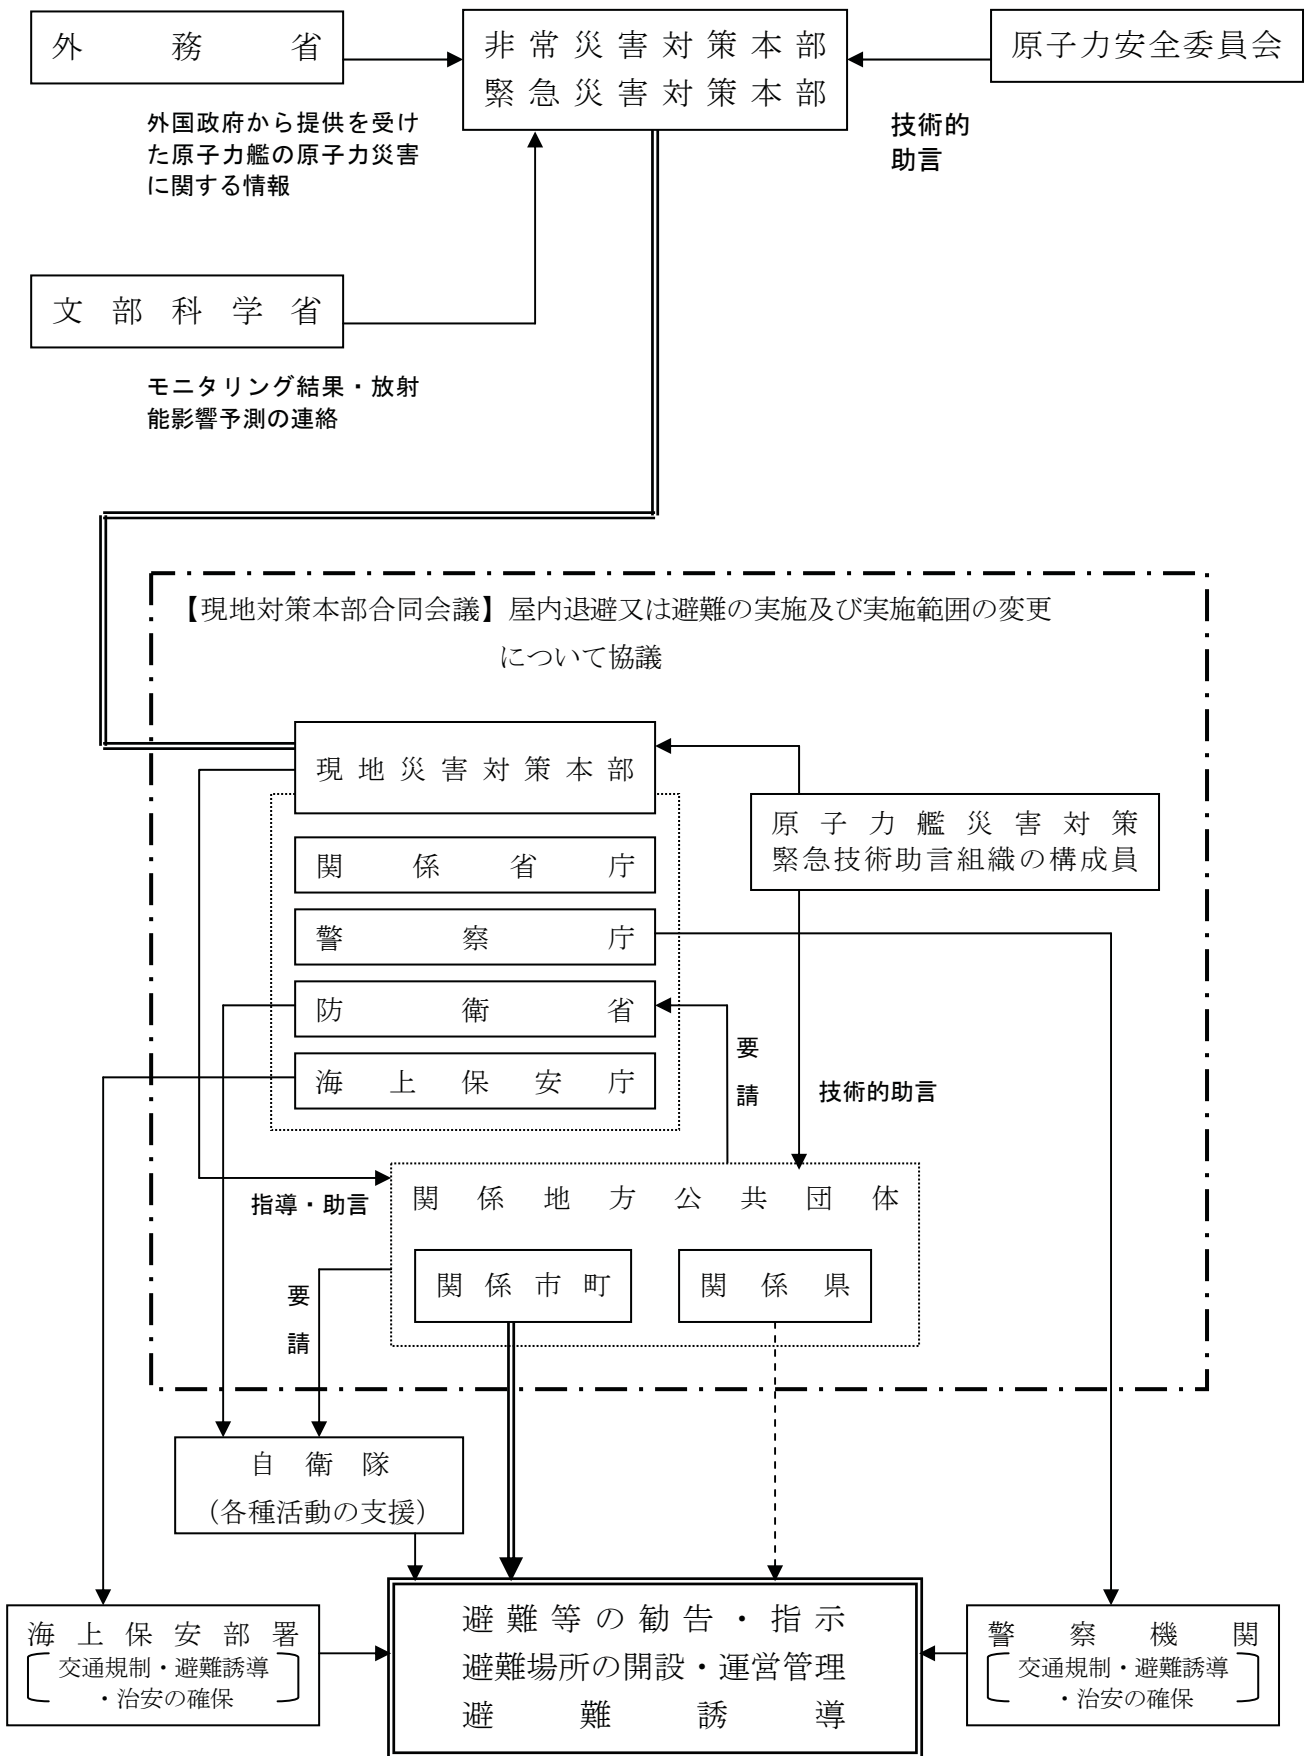 外務省
非常災害対策本部
緊急災害対策本部
原子力安全委員会
外国政府から提供を受け
た原子力艦の原子力災害
に関する情報
技術的
助言
文部科学省
モニタリング結果・放射
能影響予測の連絡
【現地対策本部合同会議】屋内退避又は避難の実施及び実施範囲の変更
について協議
現地災害対策本部
原子力艦災害対策
緊急技術助言組織の構成員
関係省庁
警察庁
防衛省
海上保安庁
要請
技術的助言
指導・助言
関係地方公共団体
関係市町
関係県
要請
自衛隊
(各種活動の支援)
海上保安部署
交通規制・避難誘導
・治安の確保
避難等の勧告・指示
避難場所の開設・運営管理
避難誘導
警察機関
交通規制・避難誘導
・治安の確保